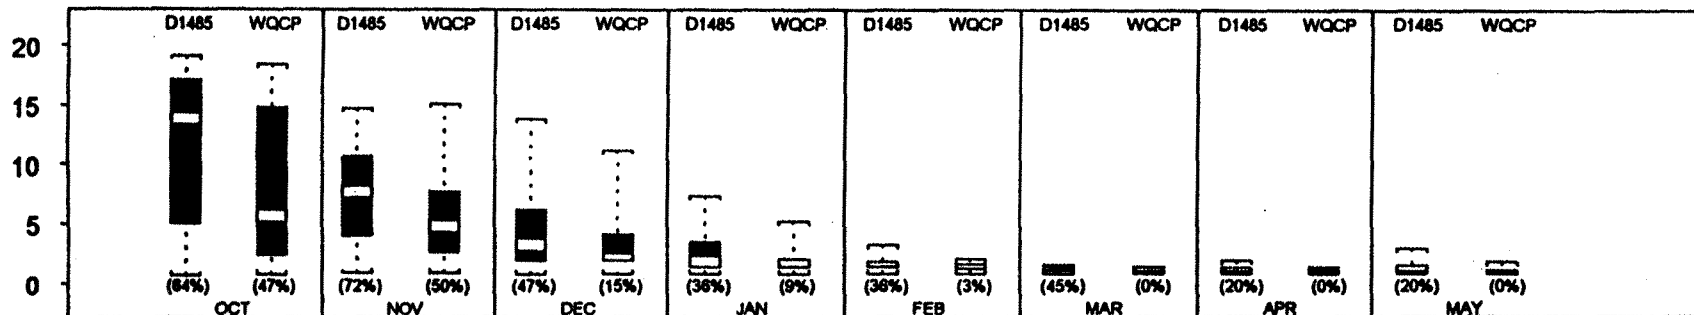 D1485 WQCP D1485 WQCP D1485 WQCP D1485 WQCP D1485 WQCP D1485 WQCP D1485 WQCP D1485 WQCP
20
15
10
5
0
(64%) (47%) (72%) (50%) (47%) (15%) (36%) (9%) (36%) (3%) (45%) (0%) (20%) (0%) (20%) (0%)
OCT NOV DEC JAN FEB MAR APR MAY